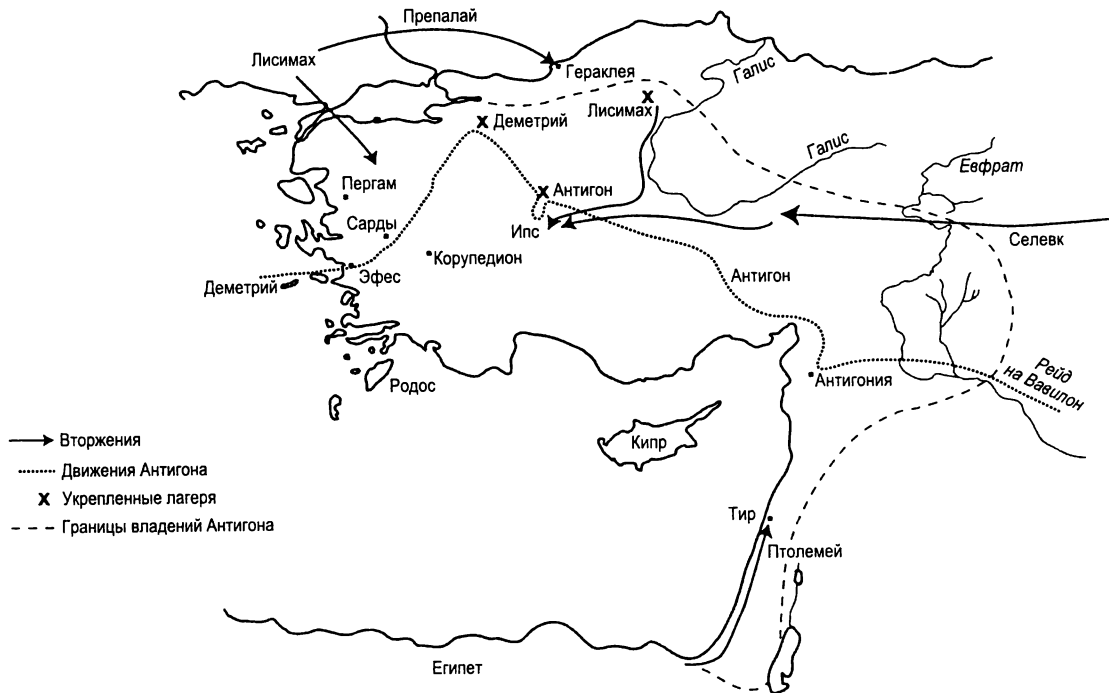 Препалай
Лисимах
Гераклея
Галис
Лисимах
Деметрий
Галис
Евфрат
Пергам
Антигон
Сарды
Ипс
Селевк
Корупедион
Эфес
Антигон
Деметрий
Родос
Антигония
Рейд
на Вавилон
Кипр
Вторжения
Движения Антигона
X Укрепленные лагеря
Границы владений Антигона
Тир
Птолемей
Египет
X
X
X